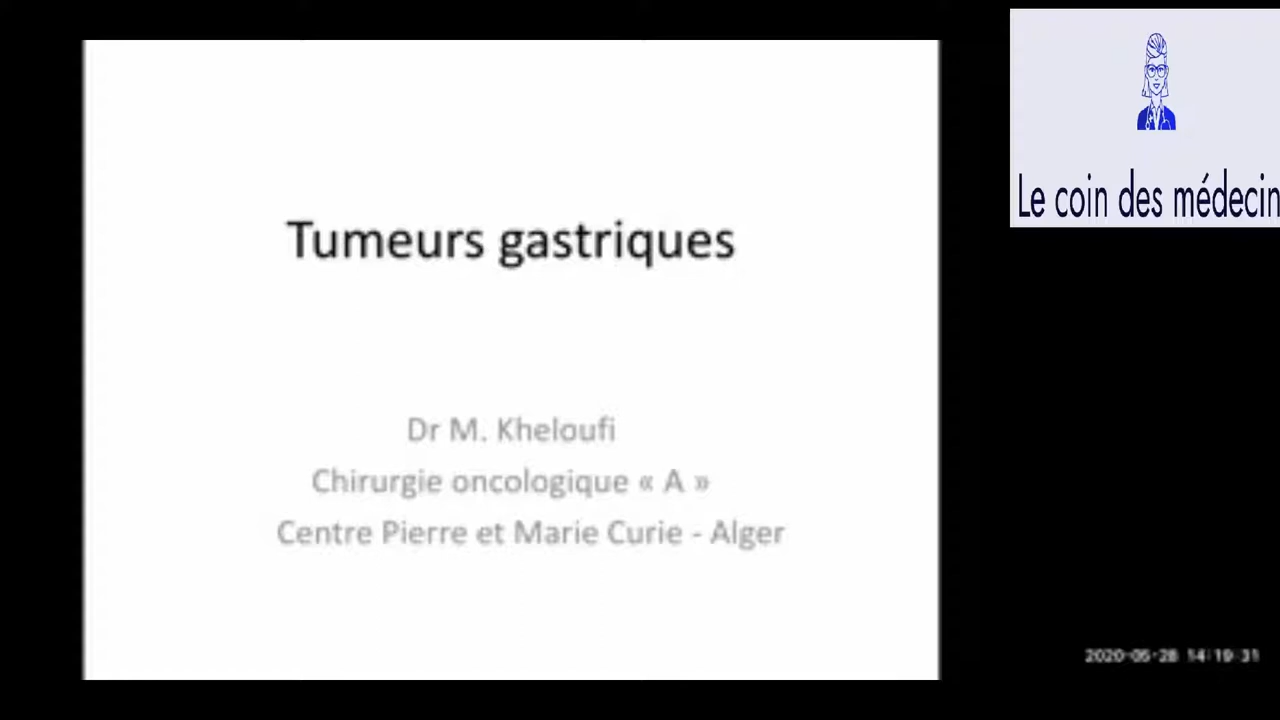 Tumeurs gastriques
Dr M. Kheloufi
Chirurgie oncologique « A »
Centre Pierre et Marie Curie - Alger
Le coin des médecin
2020-05-28 14:19:31